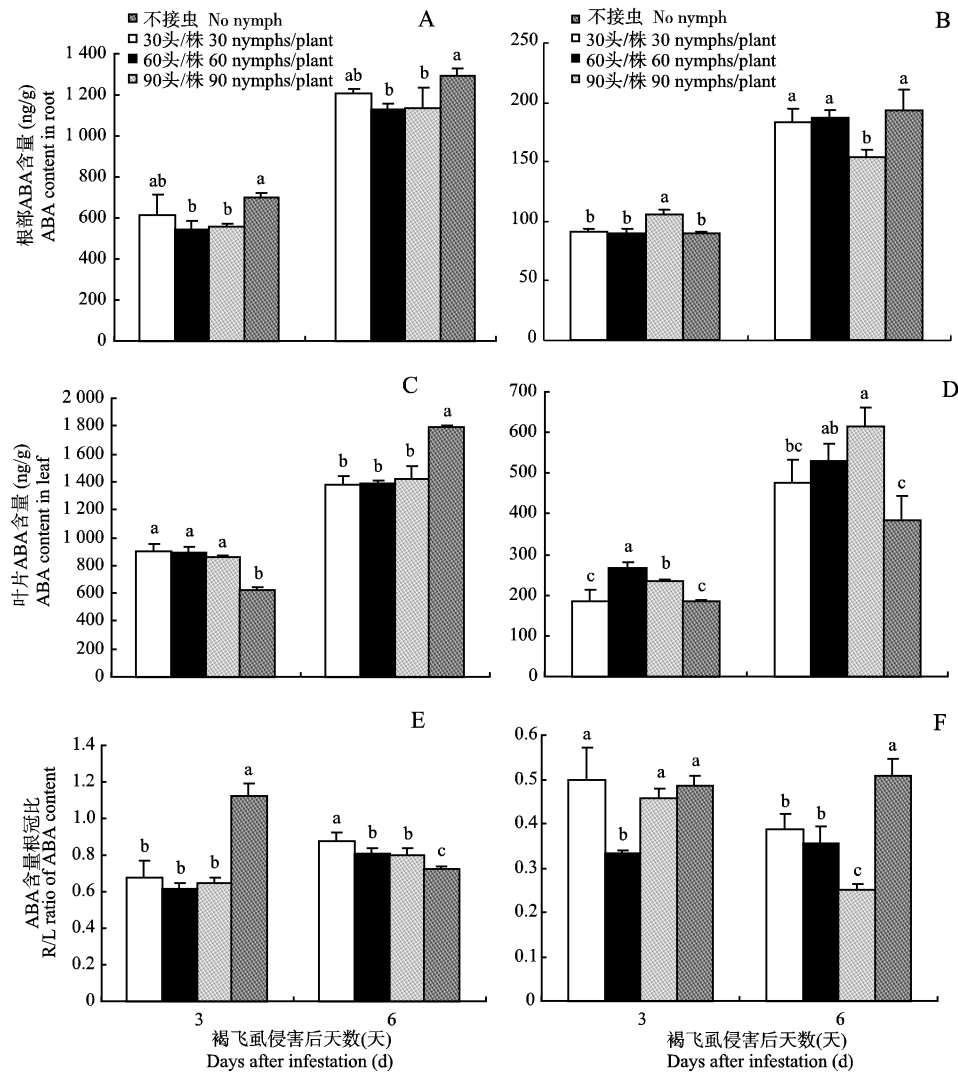 A
不接虫 No nymph
30头/株 30 nymphs/plant
60头/株 60 nymphs/plant
90头/株 90 nymphs/plant
根部ABA含量 (ng/g)
ABA content in root
1 400
1 200
1 000
800
600
400
200
0
ab
b
b
a
ab
b
b
a
B
不接虫 No nymph
30头/株 30 nymphs/plant
60头/株 60 nymphs/plant
90头/株 90 nymphs/plant
250
200
150
100
50
0
b
b
a
b
a
a
b
a
C
叶片ABA含量 (ng/g)
ABA content in leaf
2 000
1 800
1 600
1 400
1 200
1 000
800
600
400
200
0
a
a
a
b
b
b
b
a
D
700
600
500
400
300
200
100
0
c
a
b
c
bc
ab
a
c
E
ABA含量根冠比
R/L ratio of ABA content
1.4
1.2
1.0
0.8
0.6
0.4
0.2
0
b
b
b
a
a
b
b
c
3
6
褐飞虱侵害后天数(天)
Days after infestation (d)
F
0.6
0.5
0.4
0.3
0.2
0.1
0
a
b
a
a
b
b
c
a
3
6
褐飞虱侵害后天数(天)
Days after infestation (d)